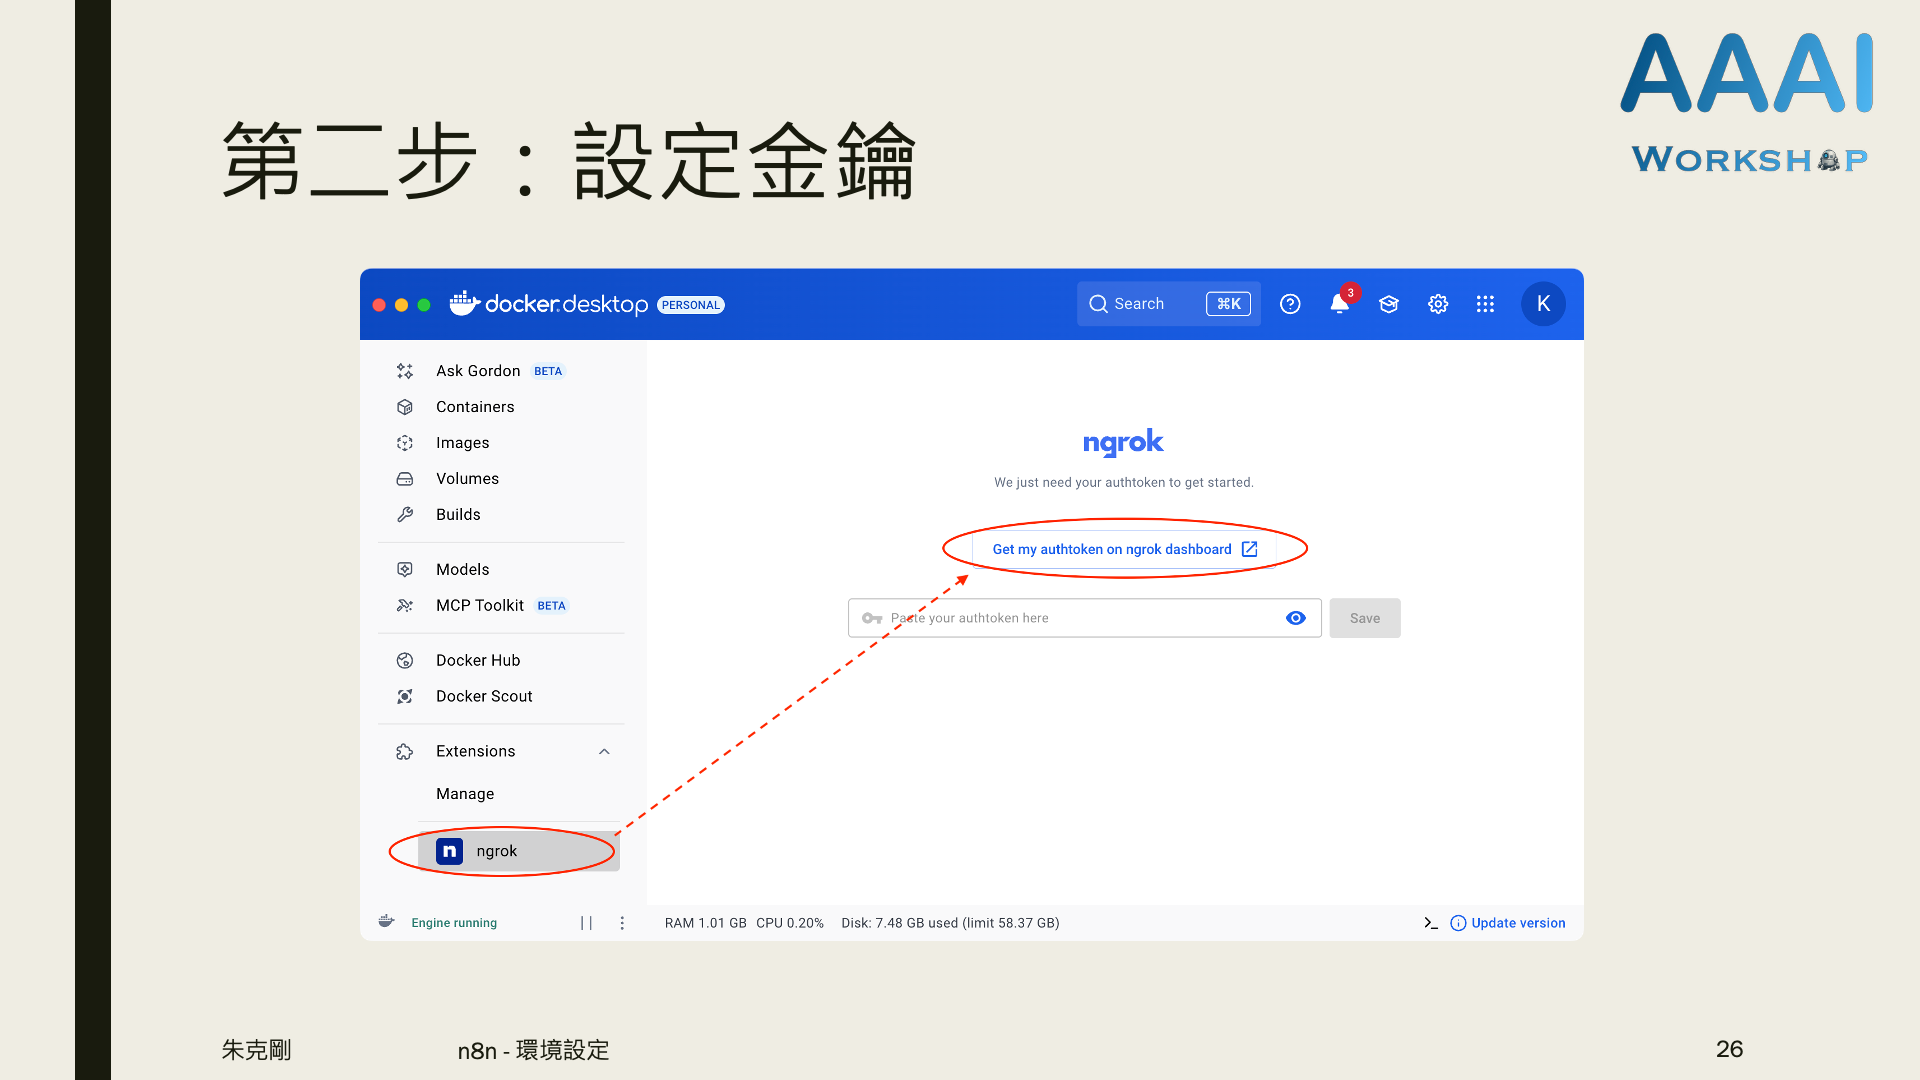 AAAI
WORKSHOP
第二步：設定金鑰
docker.desktop PERSONAL
Search ⌘K
3
K
Ask Gordon BETA
Containers
Images
Volumes
Builds
Models
MCP Toolkit BETA
Docker Hub
Docker Scout
Extensions
Manage
n ngrok
ngrok
We just need your authtoken to get started.
Get my authtoken on ngrok dashboard
Paste your authtoken here
Save
Engine running
RAM 1.01 GB CPU 0.20% Disk: 7.48 GB used (limit 58.37 GB)
Update version
朱克剛
n8n - 環境設定
26